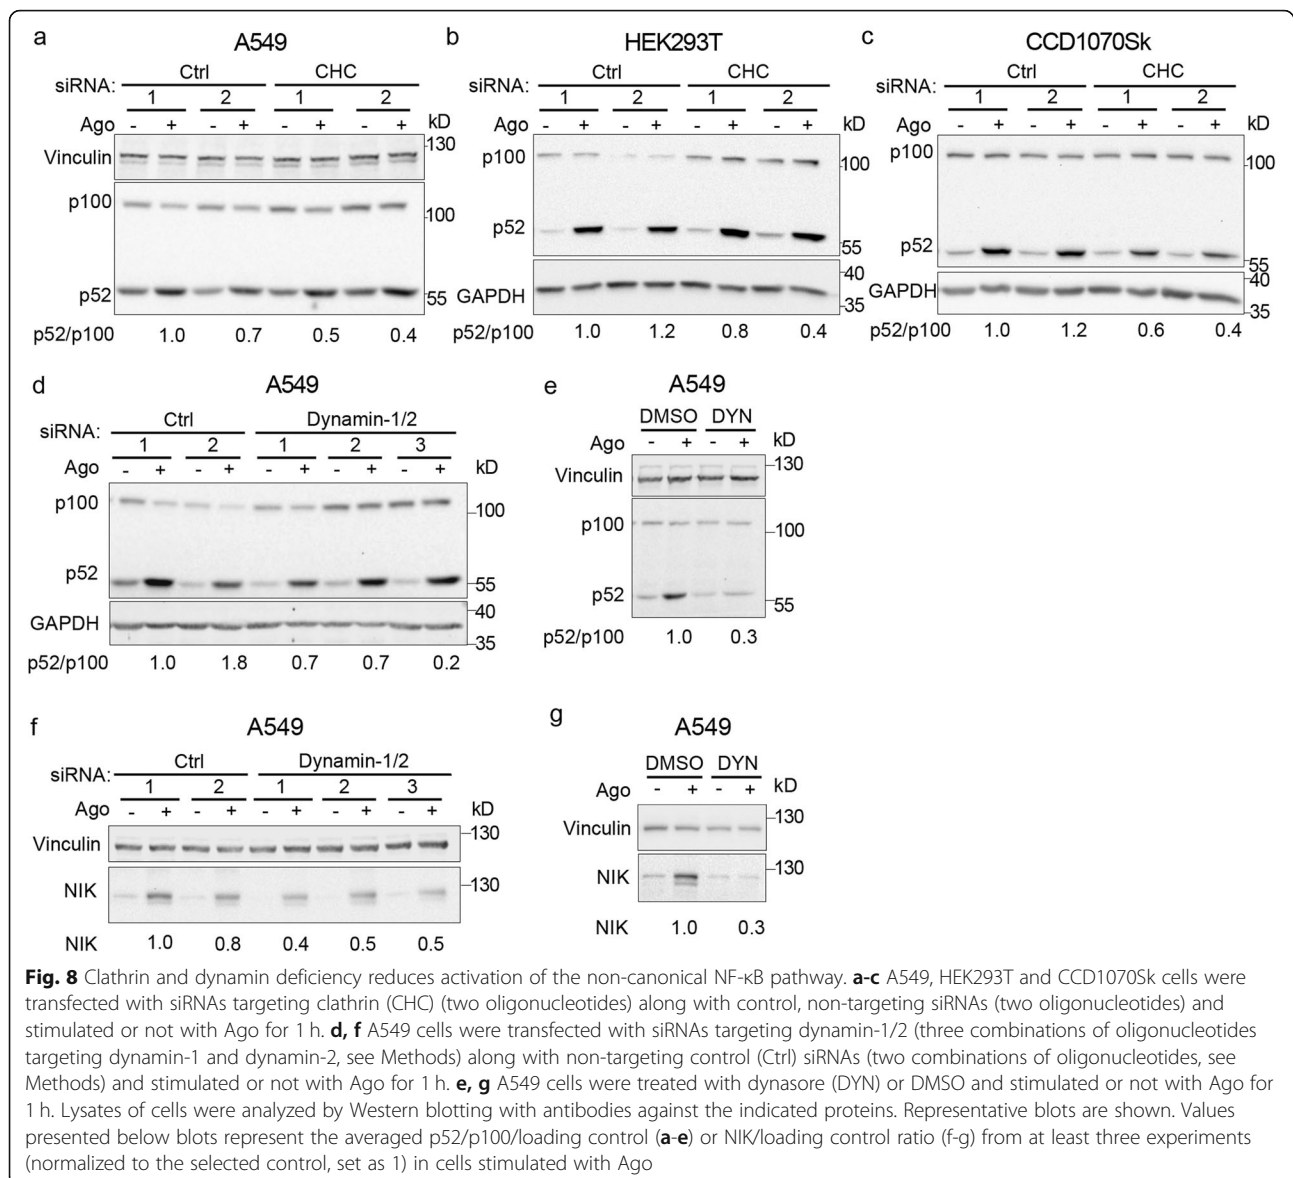 a
A549
Ctrl CHC
siRNA:
1 2 1 2
Ago - + - + - + - + kD
Vinculin 130
p100 100
p52 55
p52/p100 1.0 0.7 0.5 0.4
b
HEK293T
Ctrl CHC
siRNA:
1 2 1 2
Ago - + - + - + - + kD
p100 100
p52 55
GAPDH 40
35
p52/p100 1.0 1.2 0.8 0.4
c
CCD1070Sk
Ctrl CHC
siRNA:
1 2 1 2
Ago - + - + - + - + kD
p100 100
p52 55
GAPDH 40
35
p52/p100 1.0 1.2 0.6 0.4
d
A549
Ctrl Dynamin-1/2
siRNA:
1 2 1 2 3
Ago - + - + - + - + - + kD
p100 100
p52 55
GAPDH 40
35
p52/p100 1.0 1.8 0.7 0.7 0.2
e
A549
DMSO DYN
Ago - + - + kD
Vinculin 130
p100 100
p52 55
p52/p100 1.0 0.3
f
A549
Ctrl Dynamin-1/2
siRNA:
1 2 1 2 3
Ago - + - + - + - + - + kD
Vinculin 130
NIK 130
NIK 1.0 0.8 0.4 0.5 0.5
g
A549
DMSO DYN
Ago - + - + kD
Vinculin 130
NIK 130
NIK 1.0 0.3
Fig. 8 Clathrin and dynamin deficiency reduces activation of the non-canonical NF-κB pathway. a-c A549, HEK293T and CCD1070Sk cells were
transfected with siRNAs targeting clathrin (CHC) (two oligonucleotides) along with control, non-targeting siRNAs (two oligonucleotides) and
stimulated or not with Ago for 1 h. d, f A549 cells were transfected with siRNAs targeting dynamin-1/2 (three combinations of oligonucleotides
targeting dynamin-1 and dynamin-2, see Methods) along with non-targeting control (Ctrl) siRNAs (two combinations of oligonucleotides, see
Methods) and stimulated or not with Ago for 1 h. e, g A549 cells were treated with dynasore (DYN) or DMSO and stimulated or not with Ago for
1 h. Lysates of cells were analyzed by Western blotting with antibodies against the indicated proteins. Representative blots are shown. Values
presented below blots represent the averaged p52/p100/loading control (a-e) or NIK/loading control ratio (f-g) from at least three experiments
(normalized to the selected control, set as 1) in cells stimulated with Ago